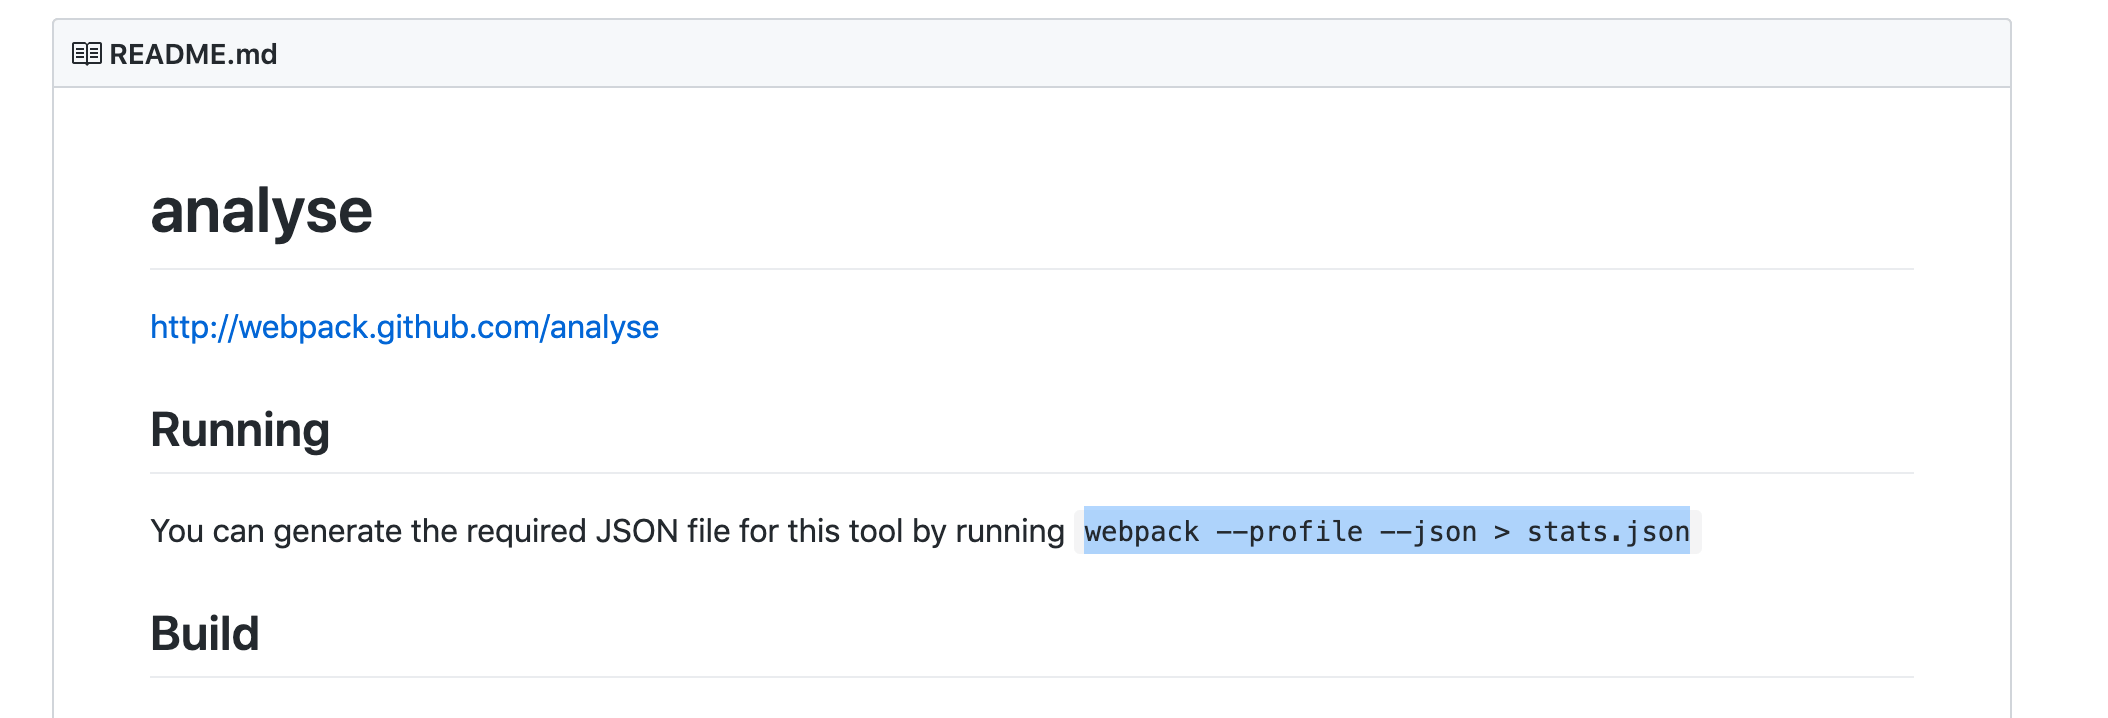 README.md
analyse
http://webpack.github.com/analyse
Running
You can generate the required JSON file for this tool by running webpack --profile --json > stats.json
Build